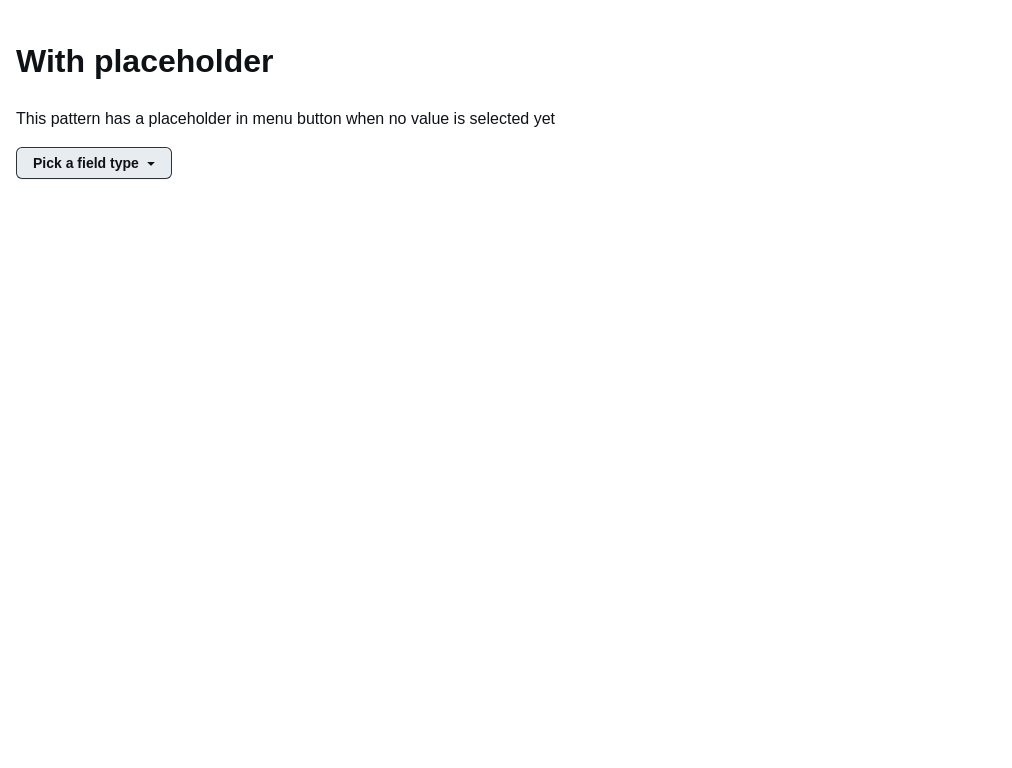 With placeholder
This pattern has a placeholder in menu button when no value is selected yet
Pick a field type